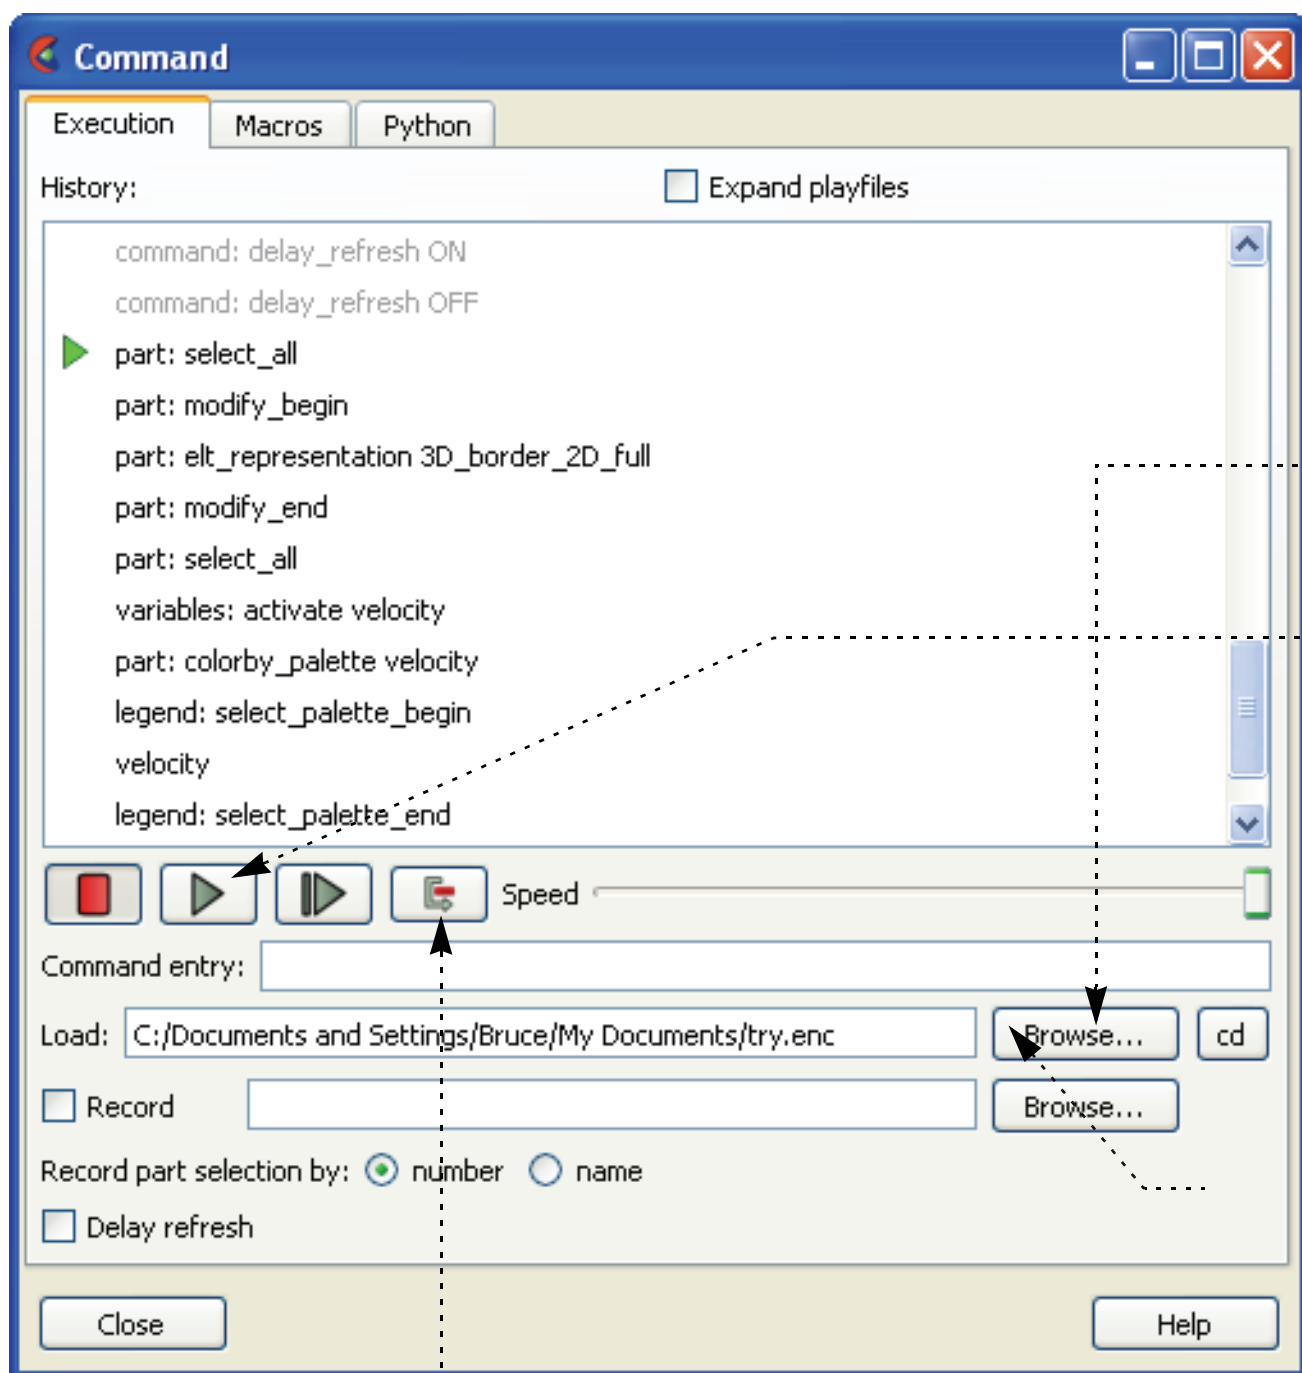 Command
Execution Macros Python
History: Expand playfiles
command: delay_refresh ON
command: delay_refresh OFF
part: select_all
part: modify_begin
part: elt_representation 3D_border_2D_full
part: modify_end
part: select_all
variables: activate velocity
part: colorby_palette velocity
legend: select_palette_begin
velocity
legend: select_palette_end
Speed
Command entry:
Load: C:/Documents and Settings/Bruce/My Documents/try.enc Browse... cd
Record Browse...
Record part selection by: number name
Delay refresh
Close Help